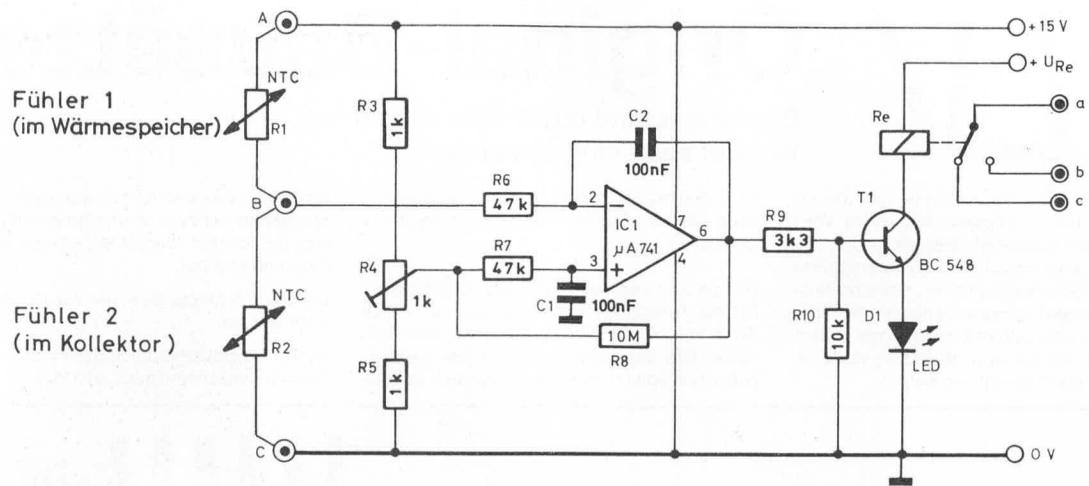 A
+15 V
+ U Re
NTC
Fühler 1
(im Wärmespeicher)
R1
R3
1k
C2
100nF
Re
a
b
c
B
R6
47k
2
−
7
IC1
µA 741
6
4
R9
3k3
T1
BC 548
R7
47k
3
+
R4
1k
C1
100nF
NTC
Fühler 2
(im Kollektor)
R2
10M
R8
R10
10k
D1
LED
R5
1k
C
0 V